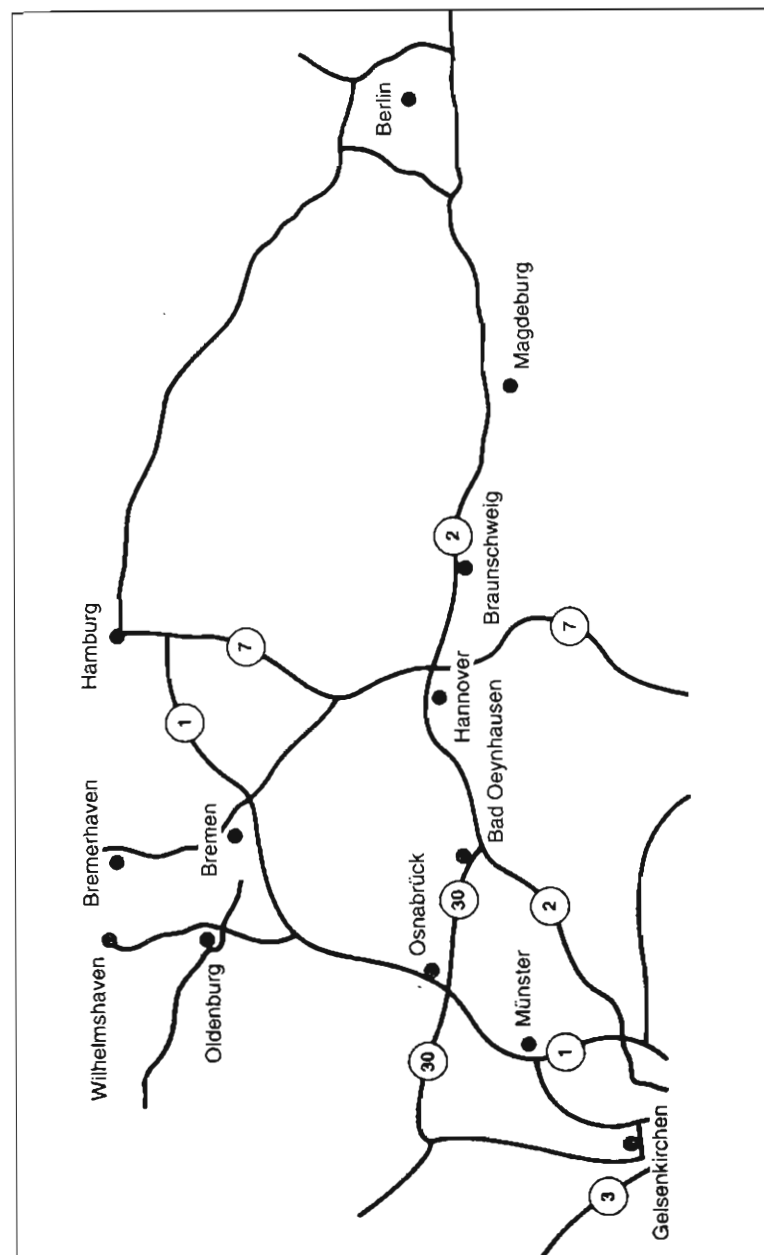 Hamburg
Bremerhaven
Wilhelmshaven
1
7
Bremen
Oldenburg
Berlin
Osnabrück
30
30
Hannover
Bad Oeynhausen
2
Braunschweig
Magdeburg
Münster
2
1
7
3
Gelsenkirchen